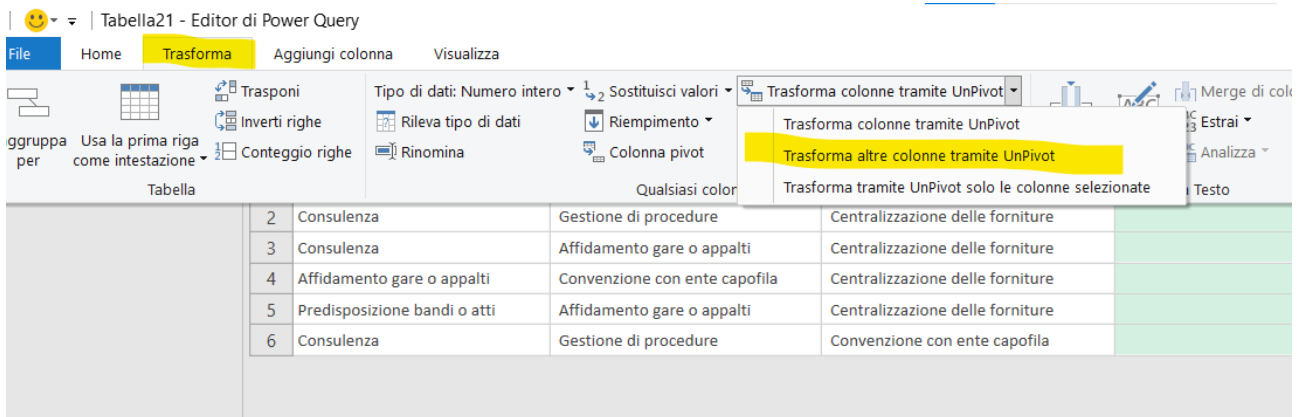 Tabella21 - Editor di Power Query
File Home Trasforma Aggiungi colonna Visualizza
Trasponi
Inverti righe
Conteggio righe
Usa la prima riga
come intestazione
per
Tabella
Tipo di dati: Numero intero
Rileva tipo di dati
Rinomina
Sostituisci valori
Riempimento
Colonna pivot
Trasforma colonne tramite UnPivot
Trasforma colonne tramite UnPivot
Trasforma altre colonne tramite UnPivot
Trasforma tramite UnPivot solo le colonne selezionate
Merge di
Estrai
Analizza
Testo
2 Consulenza Gestione di procedure Centralizzazione delle forniture
3 Consulenza Affidamento gare o appalti Centralizzazione delle forniture
4 Affidamento gare o appalti Convenzione con ente capofila Centralizzazione delle forniture
5 Predisposizione bandi o atti Affidamento gare o appalti Centralizzazione delle forniture
6 Consulenza Gestione di procedure Convenzione con ente capofila